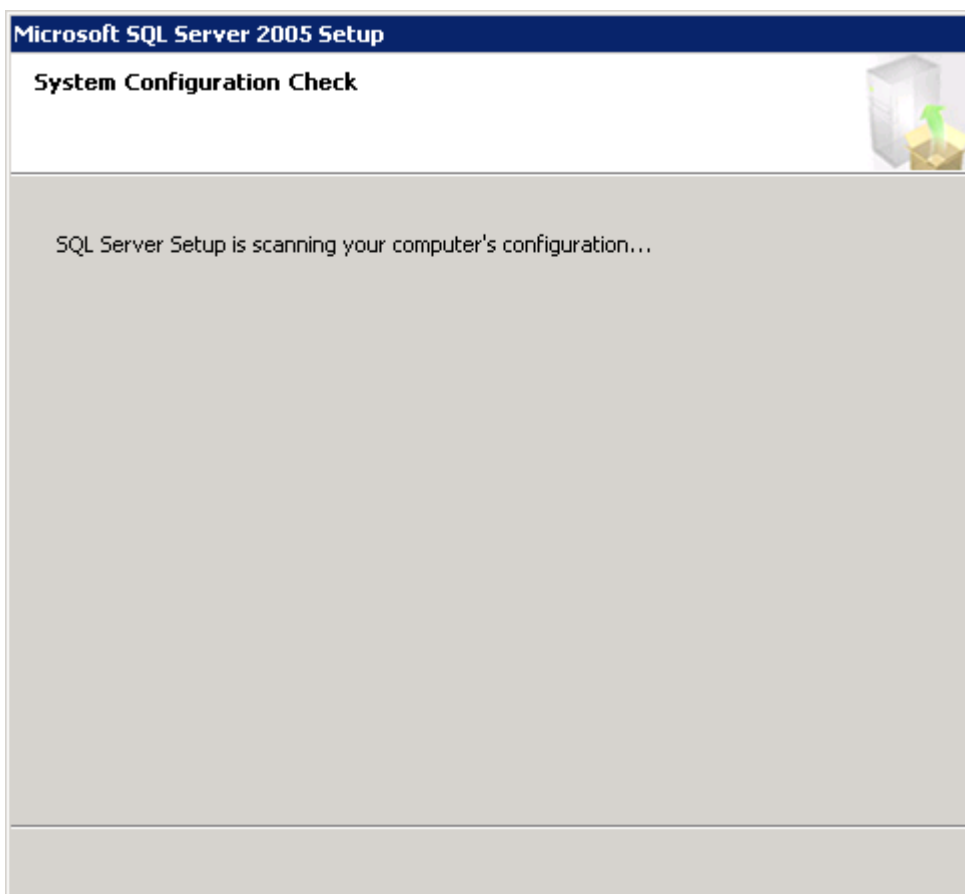 Microsoft SQL Server 2005 Setup
System Configuration Check
SQL Server Setup is scanning your computer's configuration...